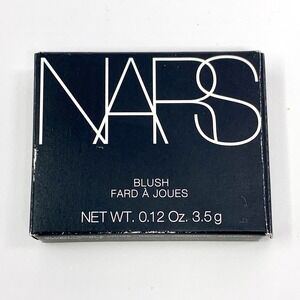 NARS
BLUSH
FARD À JOUES
NET WT. 0.12 Oz. 3.5 g